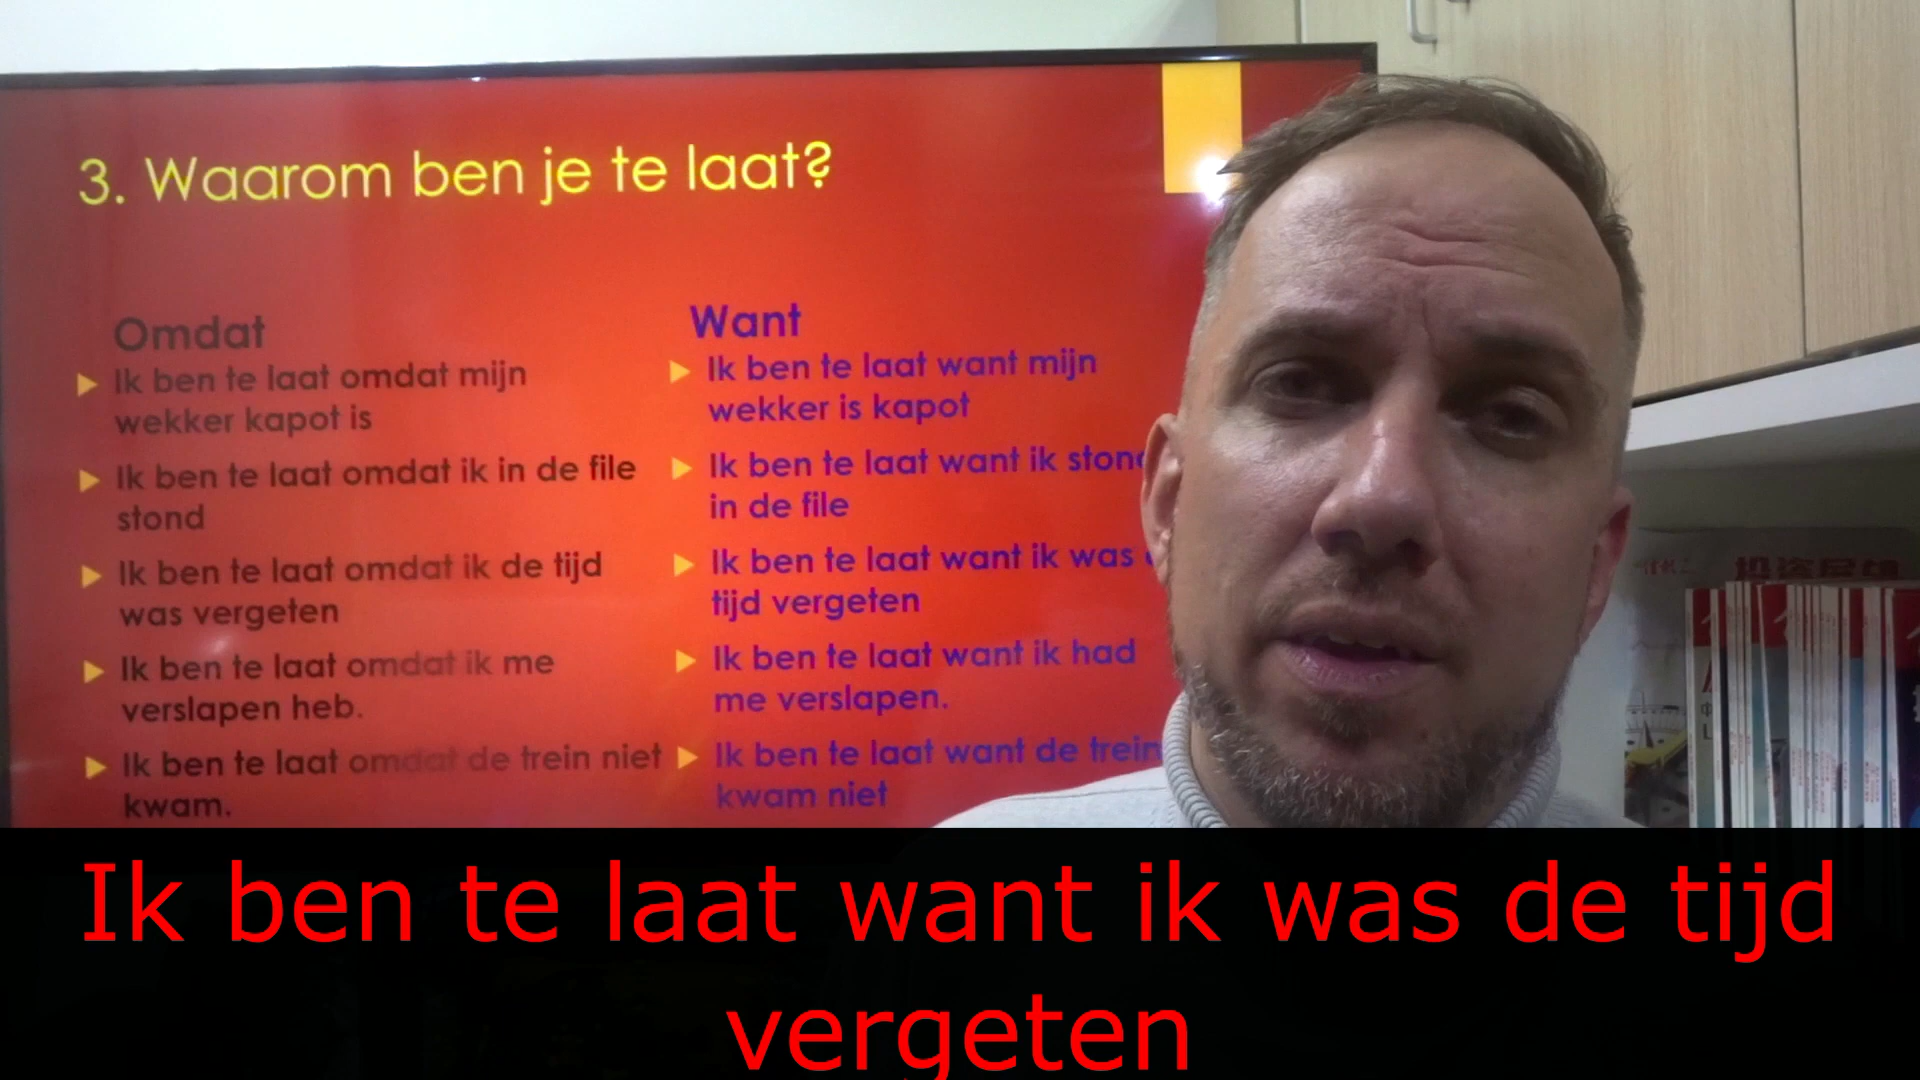 3. Waarom ben je te laat?
Omdat
Ik ben te laat omdat mijn
wekker kapot is
Ik ben te laat omdat ik in de file
stond
Ik ben te laat omdat ik de tijd
was vergeten
Ik ben te laat omdat ik me
verslapen heb.
Ik ben te laat omdat de trein niet
kwam.
Want
Ik ben te laat want mijn
wekker is kapot
Ik ben te laat want ik stond
in de file
Ik ben te laat want ik was
tijd vergeten
Ik ben te laat want ik had
me verslapen.
Ik ben te laat want de trein
kwam niet
Ik ben te laat want ik was de tijd
vergeten